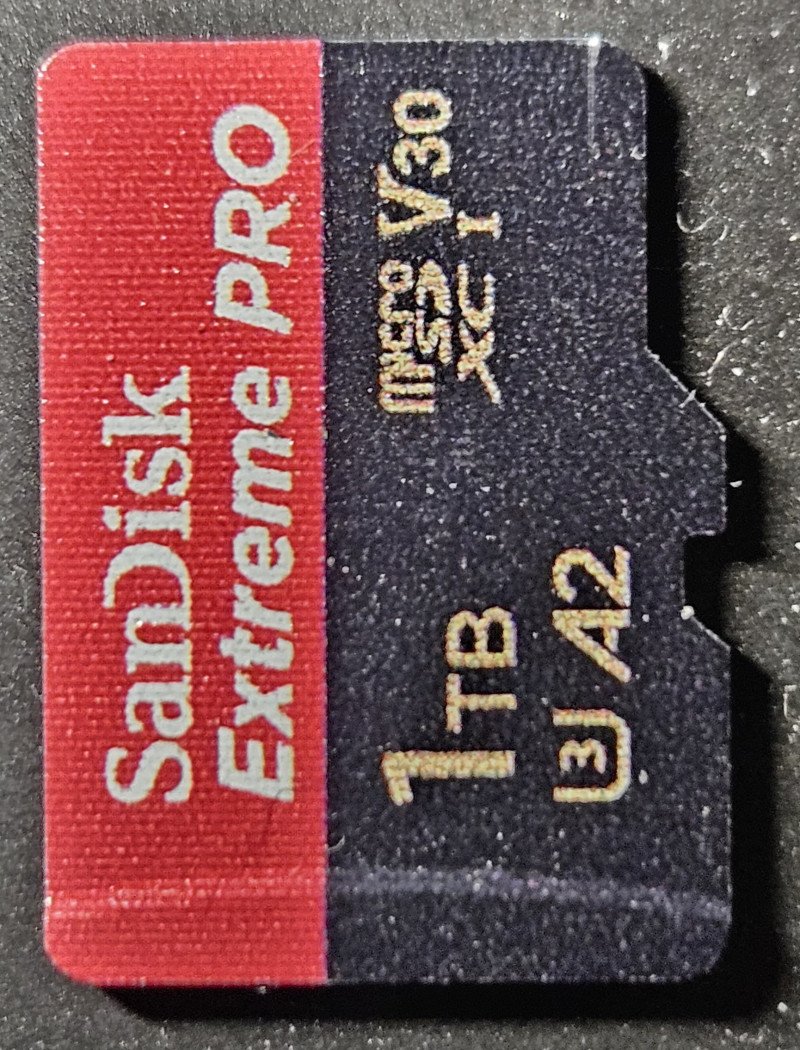 SanDisk
Extreme PRO
1TB
micro
SD
XC I
V30
U3 A2